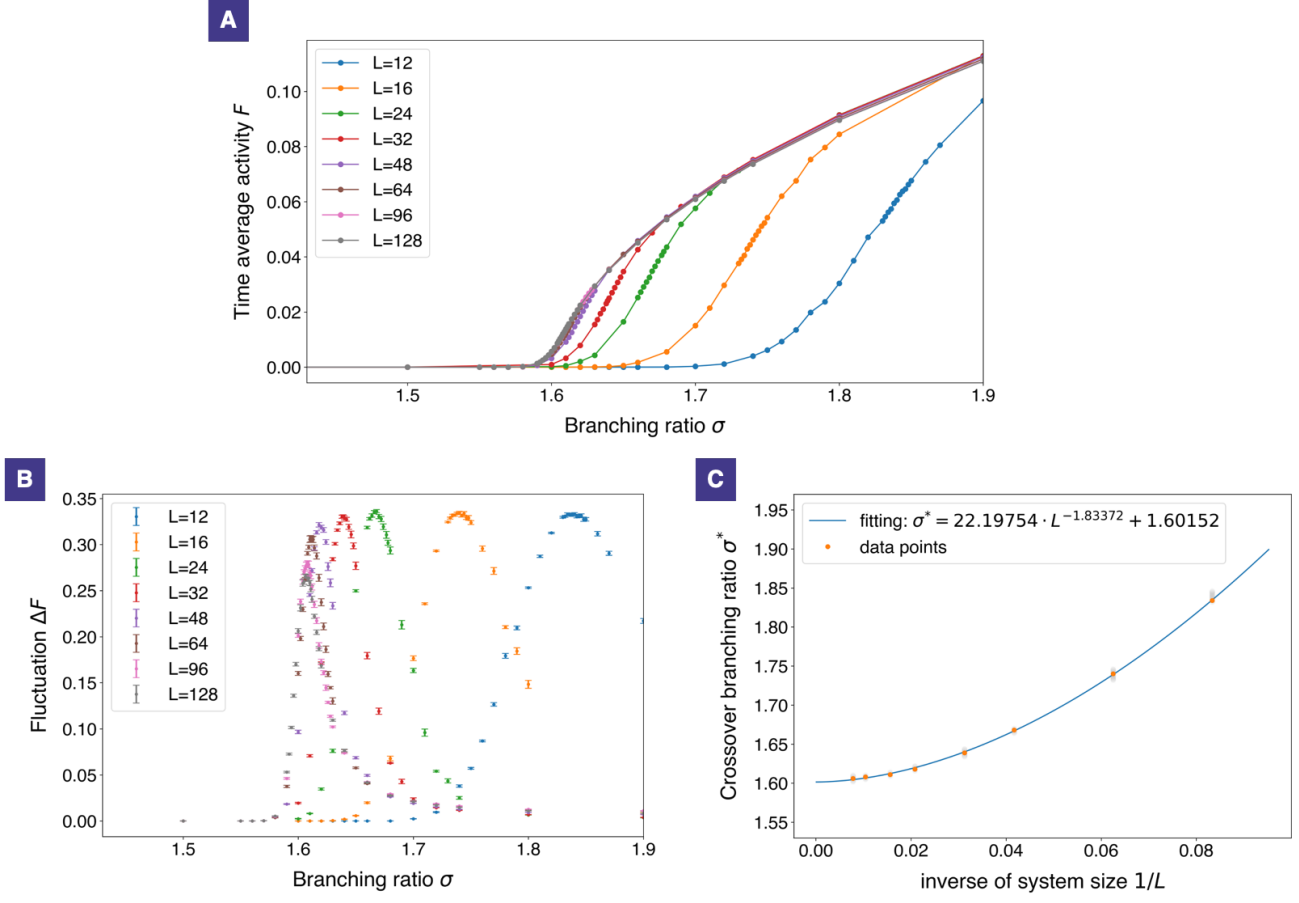 A
Time average activity F
0.10
0.08
0.06
0.04
0.02
0.00
L=12
L=16
L=24
L=32
L=48
L=64
L=96
L=128
1.5 1.6 1.7 1.8 1.9
Branching ratio σ
B
Fluctuation ΔF
0.35
0.30
0.25
0.20
0.15
0.10
0.05
0.00
L=12
L=16
L=24
L=32
L=48
L=64
L=96
L=128
1.5 1.6 1.7 1.8 1.9
Branching ratio σ
C
Crossover branching ratio σ*
1.95
1.90
1.85
1.80
1.75
1.70
1.65
1.60
1.55
fitting: σ* = 22.19754 · L^−1.83372 + 1.60152
data points
0.00 0.02 0.04 0.06 0.08
inverse of system size 1/L